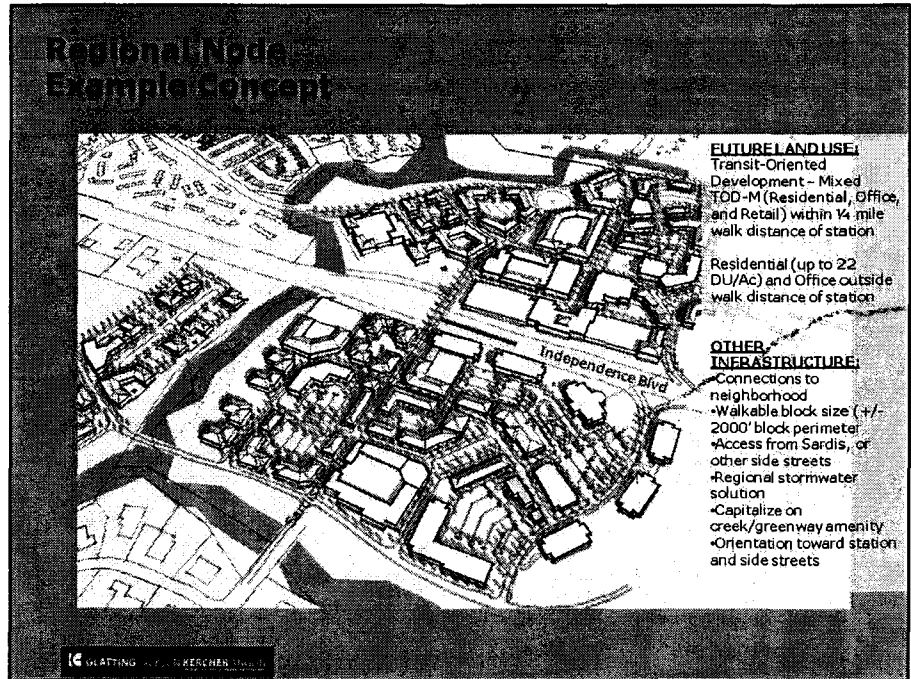 Regional Node
Example Concept
FUTURE LAND USE:
Transit-Oriented
Development – Mixed
TOD-M (Residential, Office,
and Retail) within ¼ mile
walk distance of station
Residential (up to 22
DU/Ac) and Office outside
walk distance of station
OTHER
INFRASTRUCTURE:
•Connections to
neighborhood
•Walkable block size ( +/-
2000' block perimeter
•Access from Sardis, or
other side streets
•Regional stormwater
solution
•Capitalize on
creek/greenway amenity
•Orientation toward station
and side streets
Independence Blvd
GLATTING KERCHER